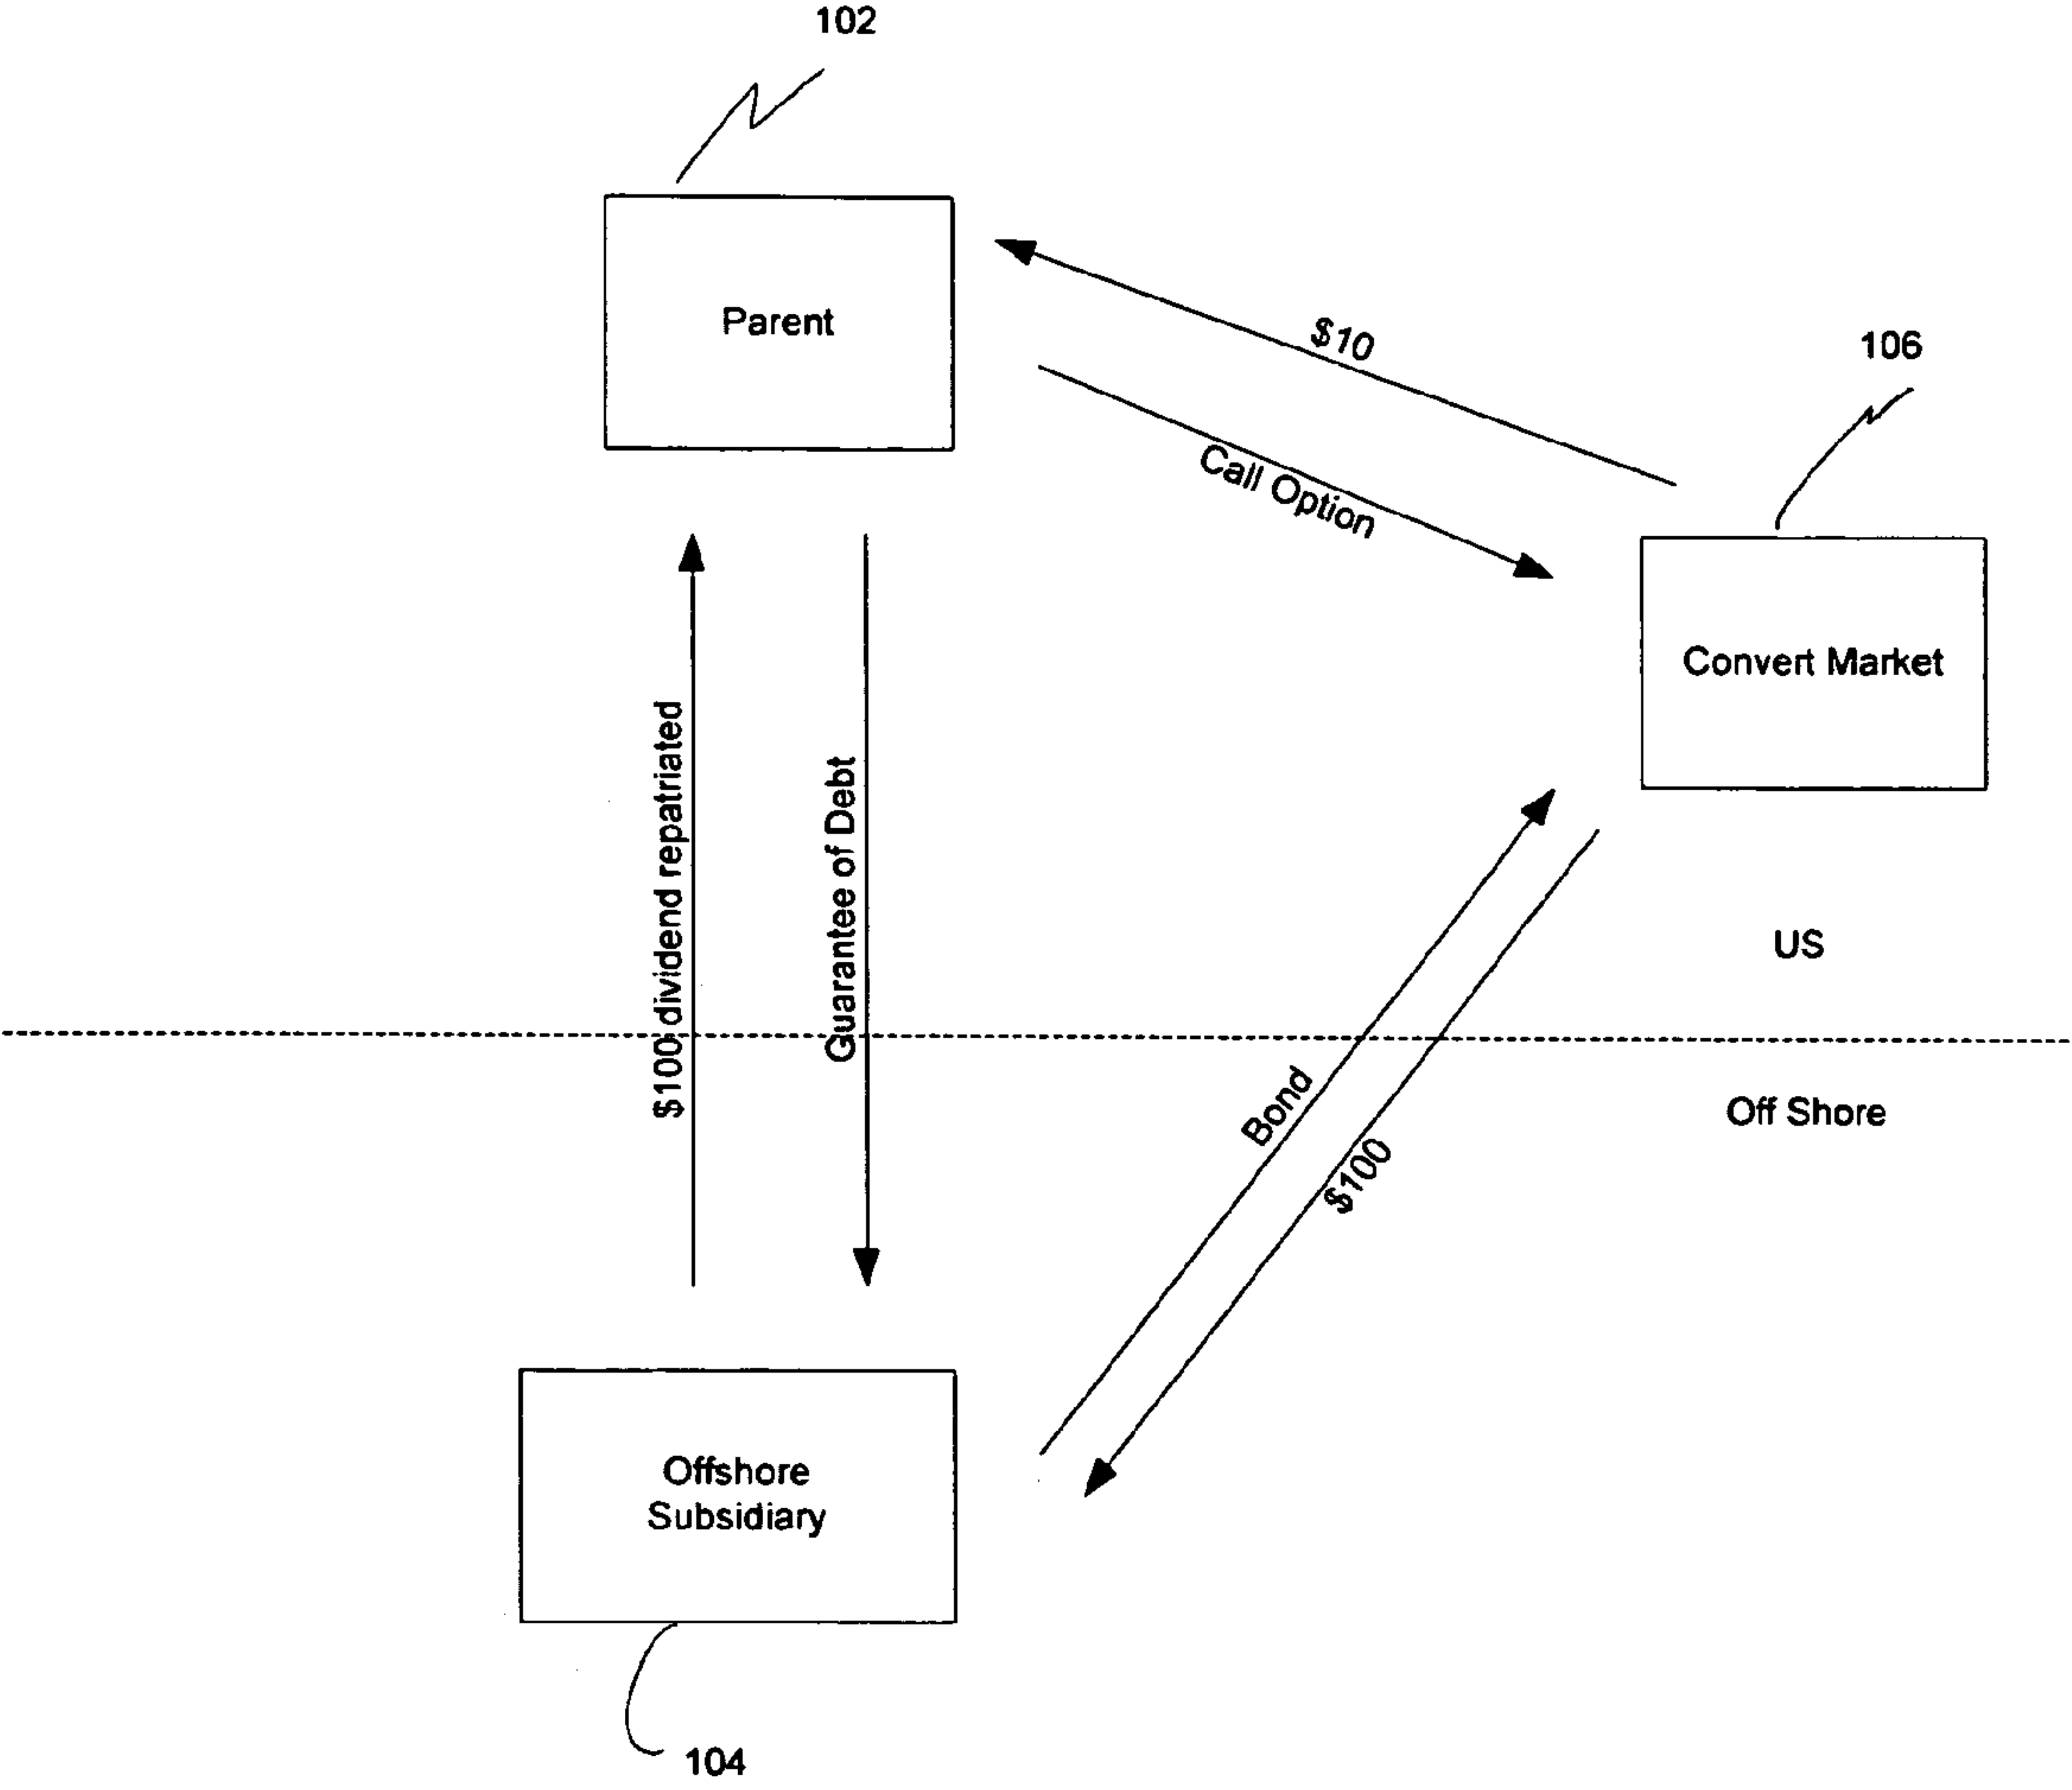 102
Parent
$10
106
Call Option
Convert Market
$100 dividend repatriated
Guarantee of Debt
US
Bond
$100
Off Shore
Offshore
Subsidiary
104